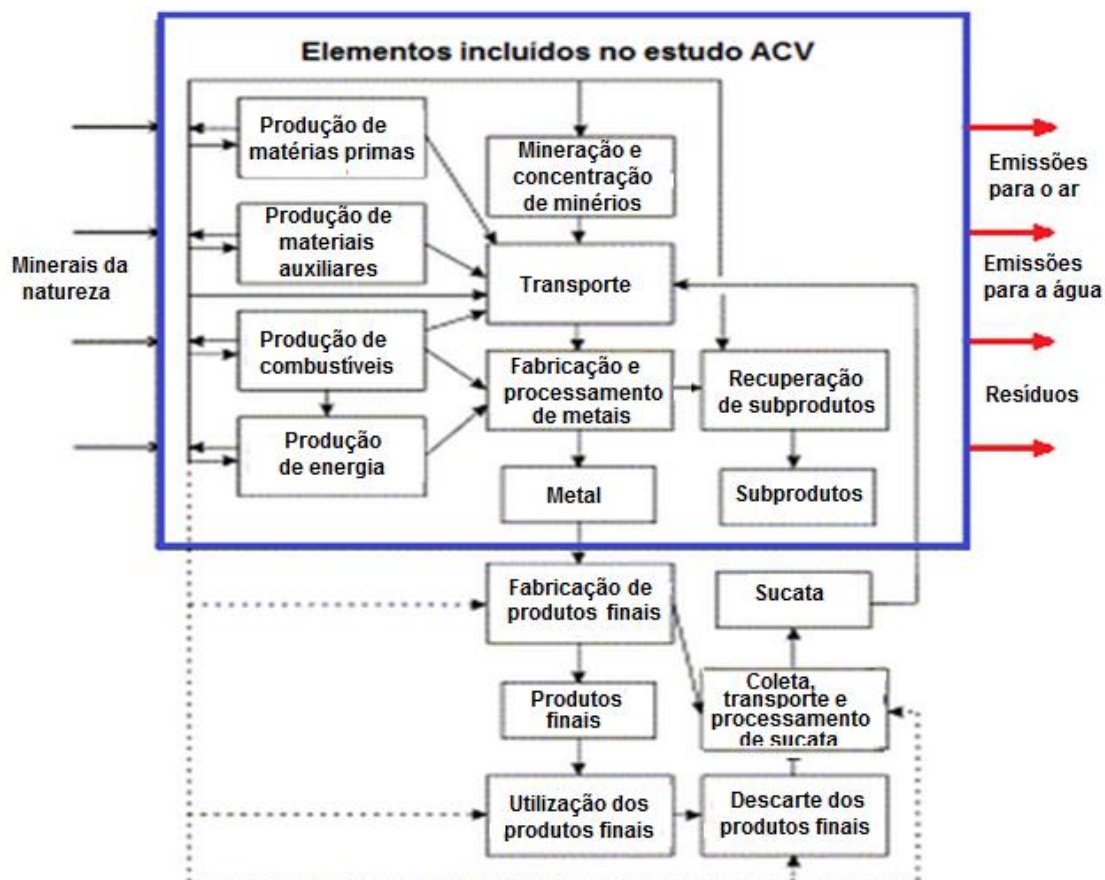 Elementos incluídos no estudo ACV
Produção de
matérias primas
Mineração e
concentração
de minérios
Emissões
para o ar
Produção de
materiais
auxiliares
Minerais da
natureza
Transporte
Emissões
para a água
Produção de
combustíveis
Fabricação e
processamento
de metais
Recuperação
de subprodutos
Resíduos
Produção
de energia
Metal
Subprodutos
Fabricação de
produtos finais
Sucata
Produtos
finais
Coleta,
transporte e
processamento
de sucata
Utilização dos
produtos finais
Descarte dos
produtos finais